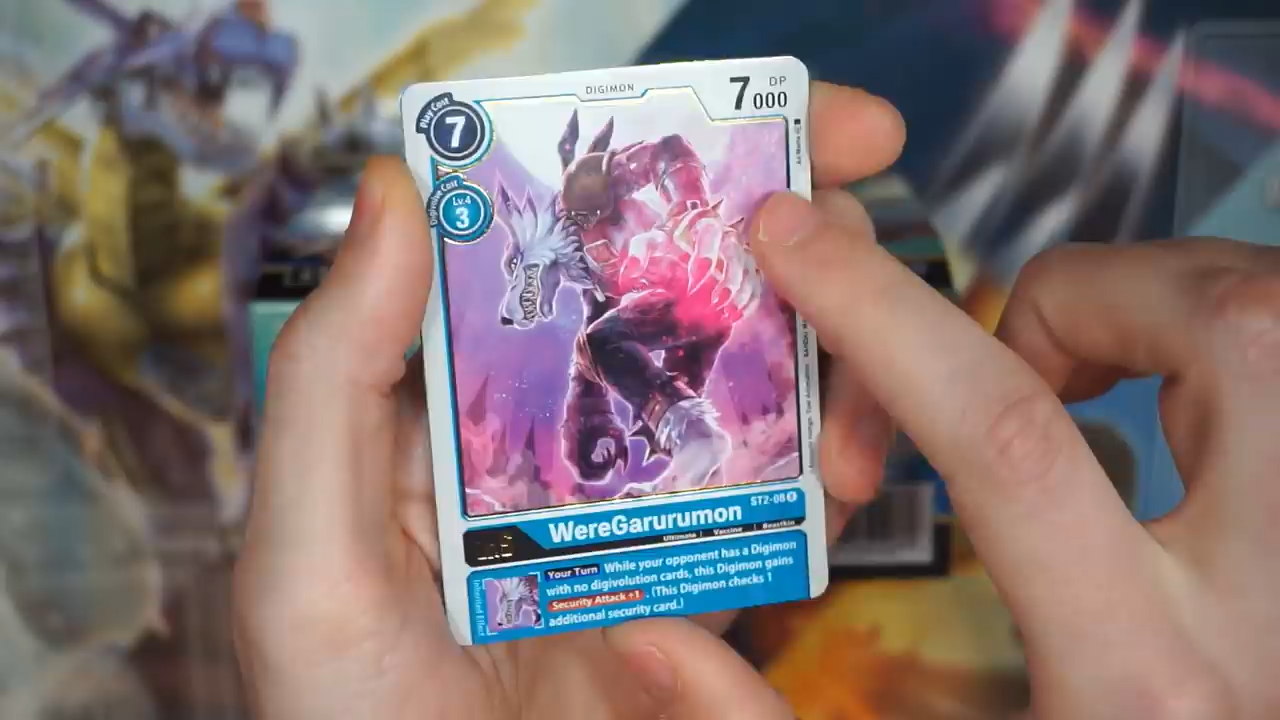 DIGIMON
7000 DP
Play Cost
7
Digivolve Cost
Lv.4
3
WereGarurumon
ST2-08 R
Ultimate | Vaccine | Beastkin
Inherited Effect
Your Turn While your opponent has a Digimon
with no digivolution cards, this Digimon gains
Security Attack +1 . (This Digimon checks 1
additional security card.)